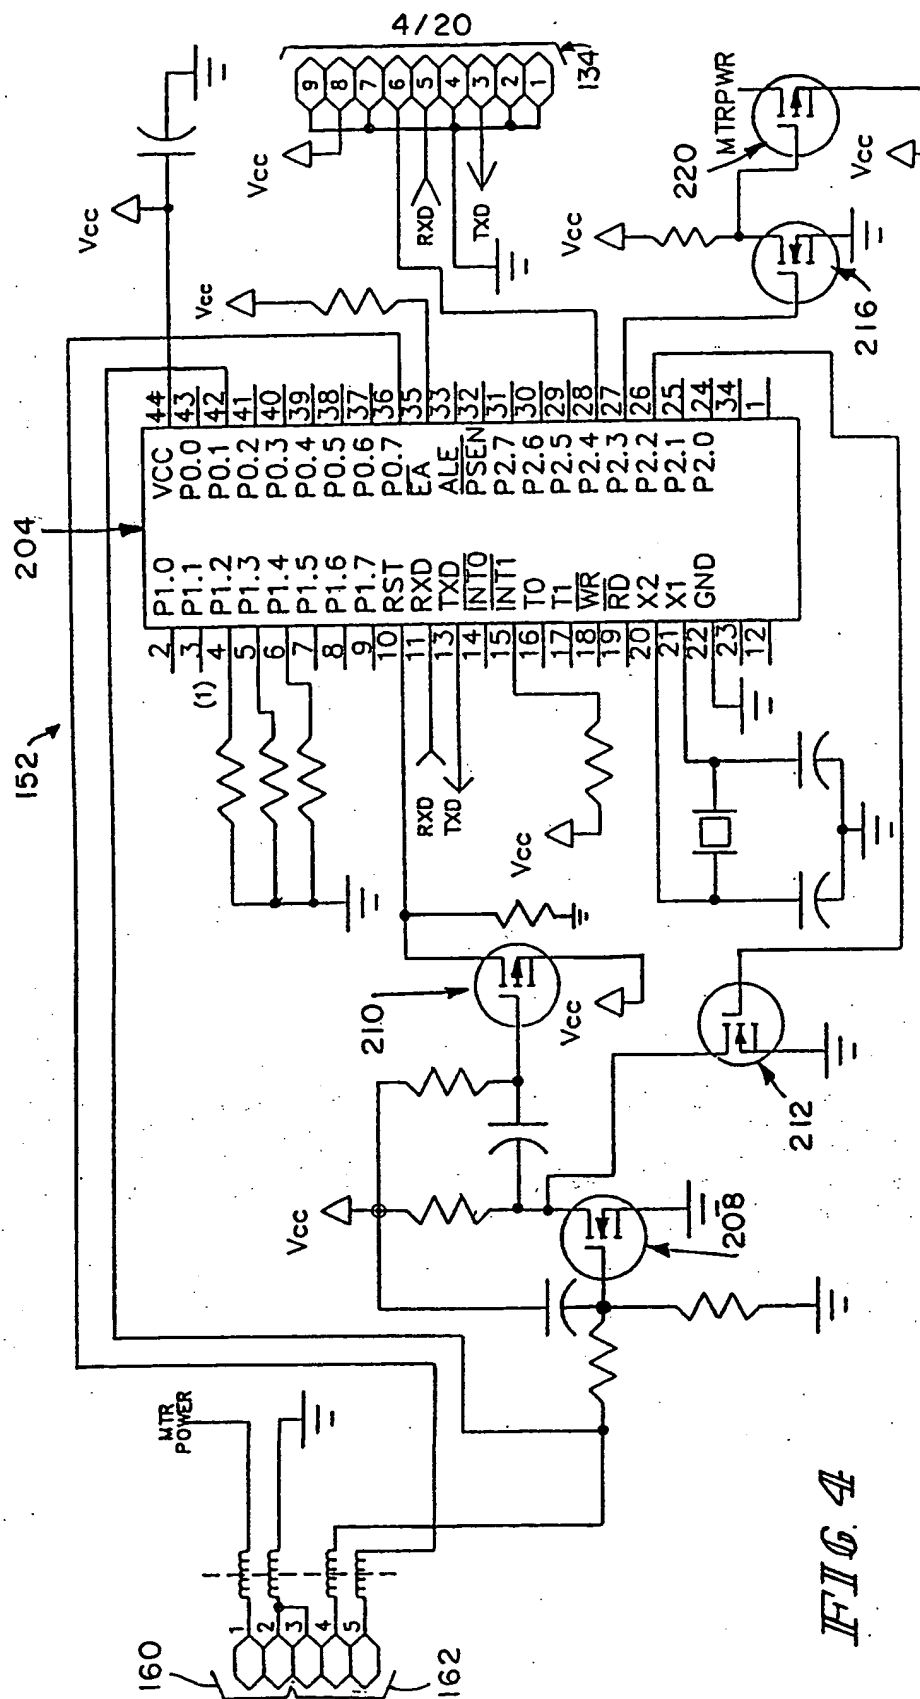 4/20
9
8
7
6
5
4
3
2
1
134
Vcc
Vcc
Vcc
RXD
TXD
Vcc
MTRPWR
220
Vcc
216
204
152
44
43
42
41
40
39
38
37
36
35
33
32
31
30
29
28
27
26
25
24
34
1
VCC
P0.0
P0.1
P0.2
P0.3
P0.4
P0.5
P0.6
P0.7
EA
ALE
PSEN
P2.7
P2.6
P2.5
P2.4
P2.3
P2.2
P2.1
P2.0
P1.0
P1.1
P1.2
P1.3
P1.4
P1.5
P1.6
P1.7
RST
RXD
TXD
INT0
INT1
T0
T1
WR
RD
X2
X1
GND
2
3
4
5
6
7
8
9
10
11
13
14
15
16
17
18
19
20
21
22
23
12
(1)
RXD
TXD
Vcc
210
Vcc
212
Vcc
208
MTR
POWER
1
2
3
4
5
160
162
FIG. 4